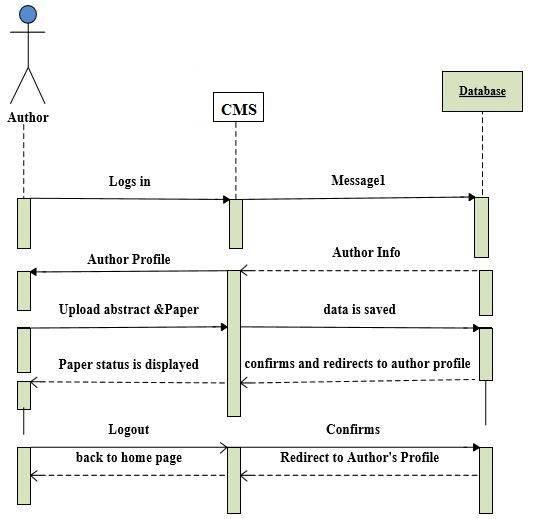 Database
CMS
Author
Logs in
Message1
Author Info
Author Profile
Upload abstract &Paper
data is saved
Paper status is displayed
confirms and redirects to author profile
Logout
Confirms
back to home page
Redirect to Author's Profile